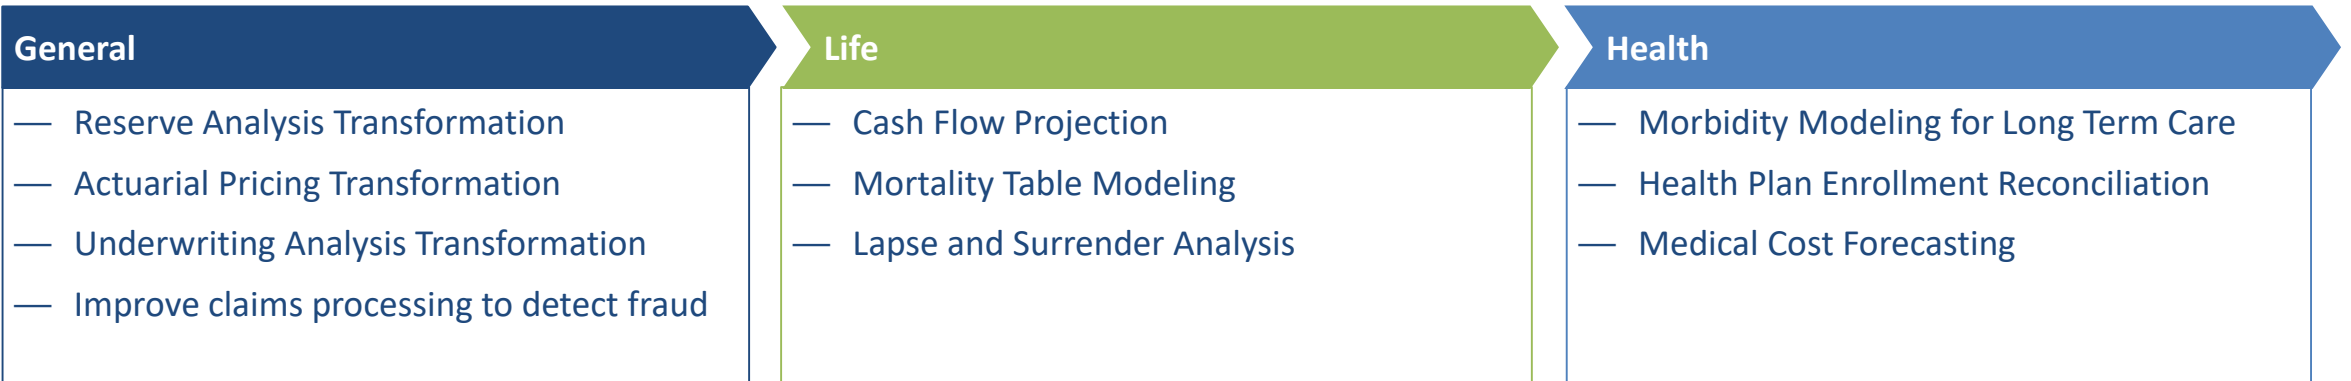 General
— Reserve Analysis Transformation
— Actuarial Pricing Transformation
— Underwriting Analysis Transformation
— Improve claims processing to detect fraud
Life
— Cash Flow Projection
— Mortality Table Modeling
— Lapse and Surrender Analysis
Health
— Morbidity Modeling for Long Term Care
— Health Plan Enrollment Reconciliation
— Medical Cost Forecasting